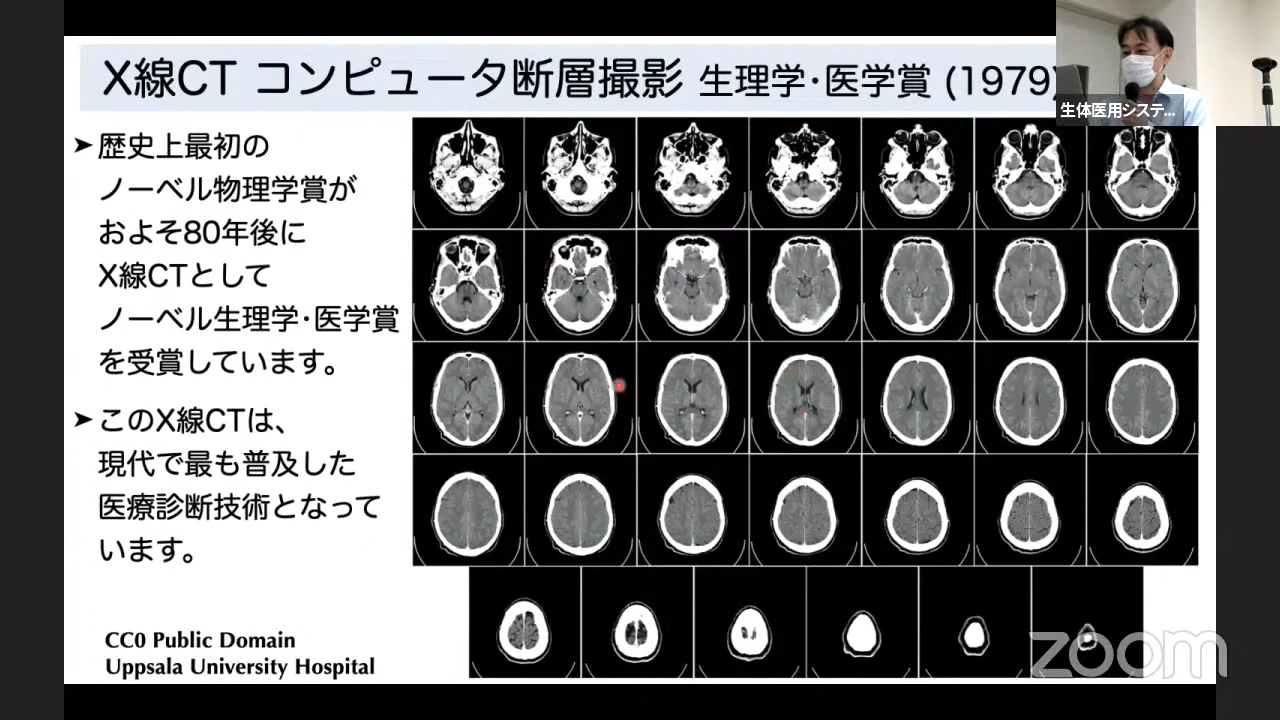 X線CT コンピュータ断層撮影 生理学・医学賞 (1979)
生体医用システ...
➤ 歴史上最初の
ノーベル物理学賞が
およそ80年後に
X線CTとして
ノーベル生理学・医学賞
を受賞しています。
➤ このX線CTは、
現代で最も普及した
医療診断技術となって
います。
CC0 Public Domain
Uppsala University Hospital
zoom